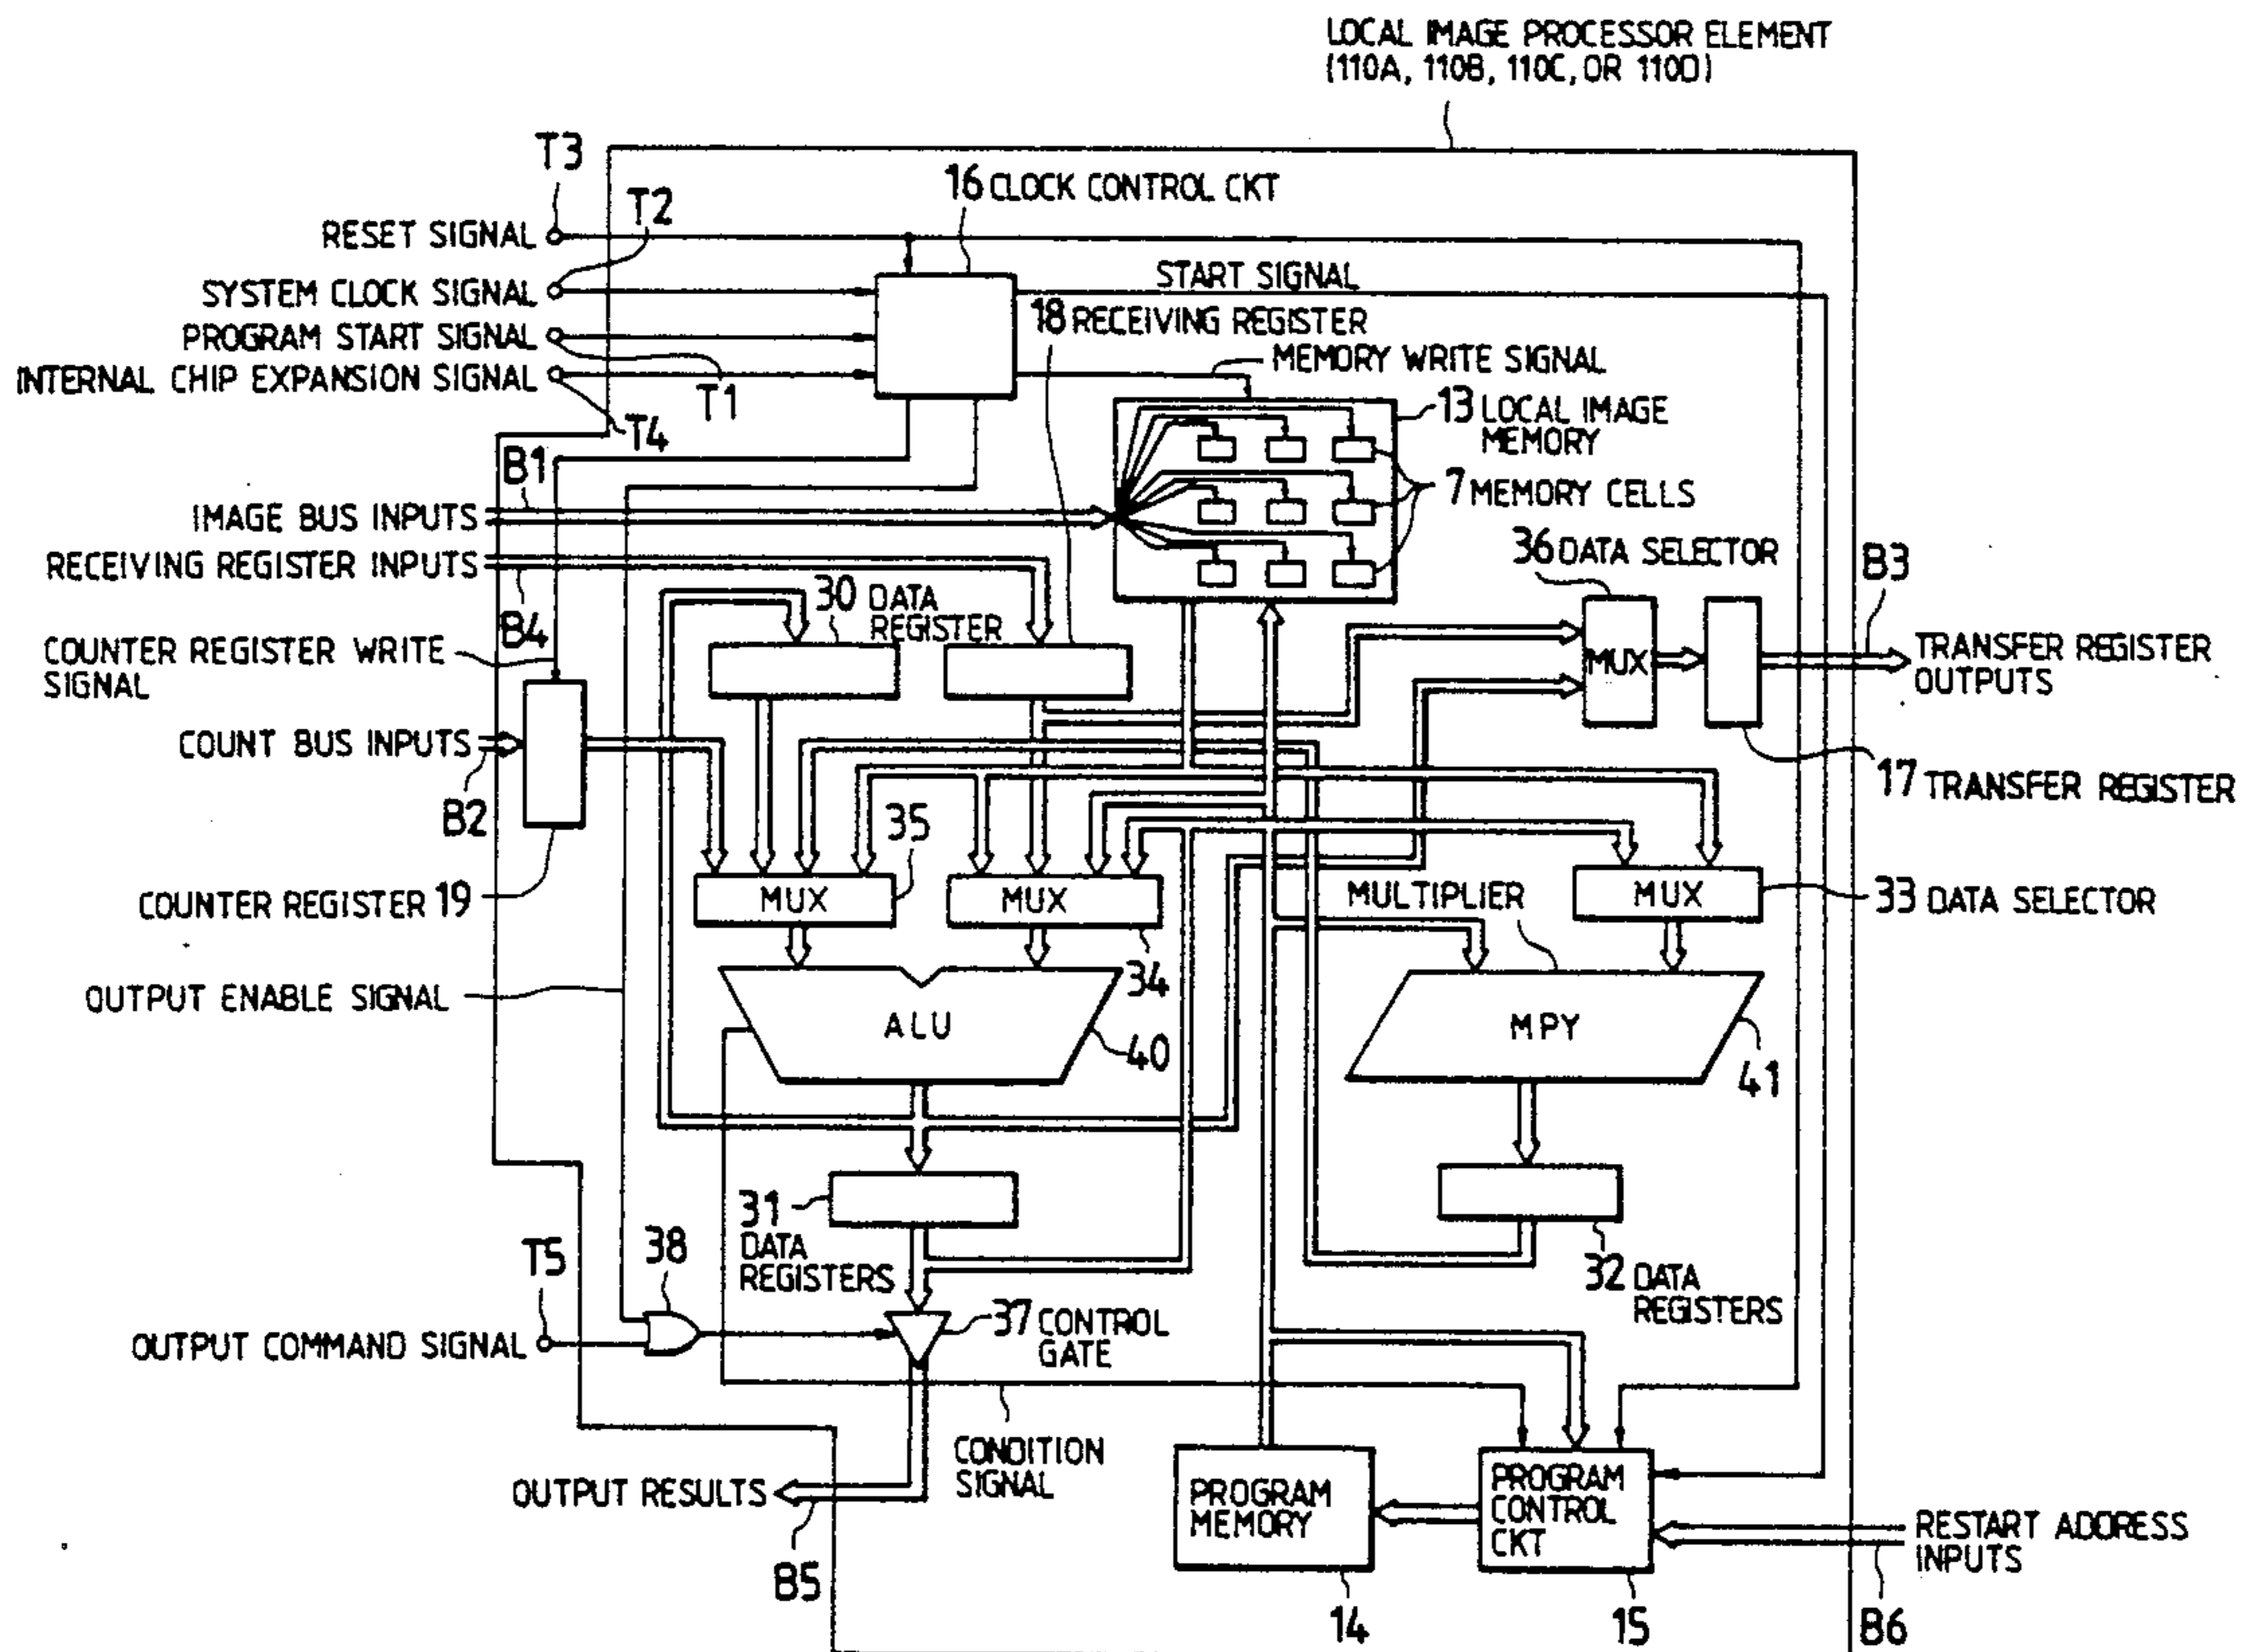 LOCAL IMAGE PROCESSOR ELEMENT
(110A, 110B, 110C, OR 110D)
T3
16 CLOCK CONTROL CKT
T2
RESET SIGNAL
START SIGNAL
SYSTEM CLOCK SIGNAL
18 RECEIVING REGISTER
PROGRAM START SIGNAL
MEMORY WRITE SIGNAL
INTERNAL CHIP EXPANSION SIGNAL
T1
T4
13 LOCAL IMAGE
MEMORY
B1
7 MEMORY CELLS
IMAGE BUS INPUTS
36 DATA SELECTOR
B3
RECEIVING REGISTER INPUTS
30 DATA
REGISTER
B4
COUNTER REGISTER WRITE
SIGNAL
MUX
TRANSFER REGISTER
OUTPUTS
COUNT BUS INPUTS
B2
17 TRANSFER REGISTER
35
MUX
MUX
MULTIPLIER
MUX
33 DATA SELECTOR
COUNTER REGISTER 19
34
OUTPUT ENABLE SIGNAL
ALU
40
MPY
41
31
DATA
REGISTERS
32 DATA
REGISTERS
T5
38
37 CONTROL
GATE
OUTPUT COMMAND SIGNAL
CONDITION
SIGNAL
OUTPUT RESULTS
PROGRAM
MEMORY
PROGRAM
CONTROL
CKT
RESTART ADDRESS
INPUTS
B5
14
15
B6